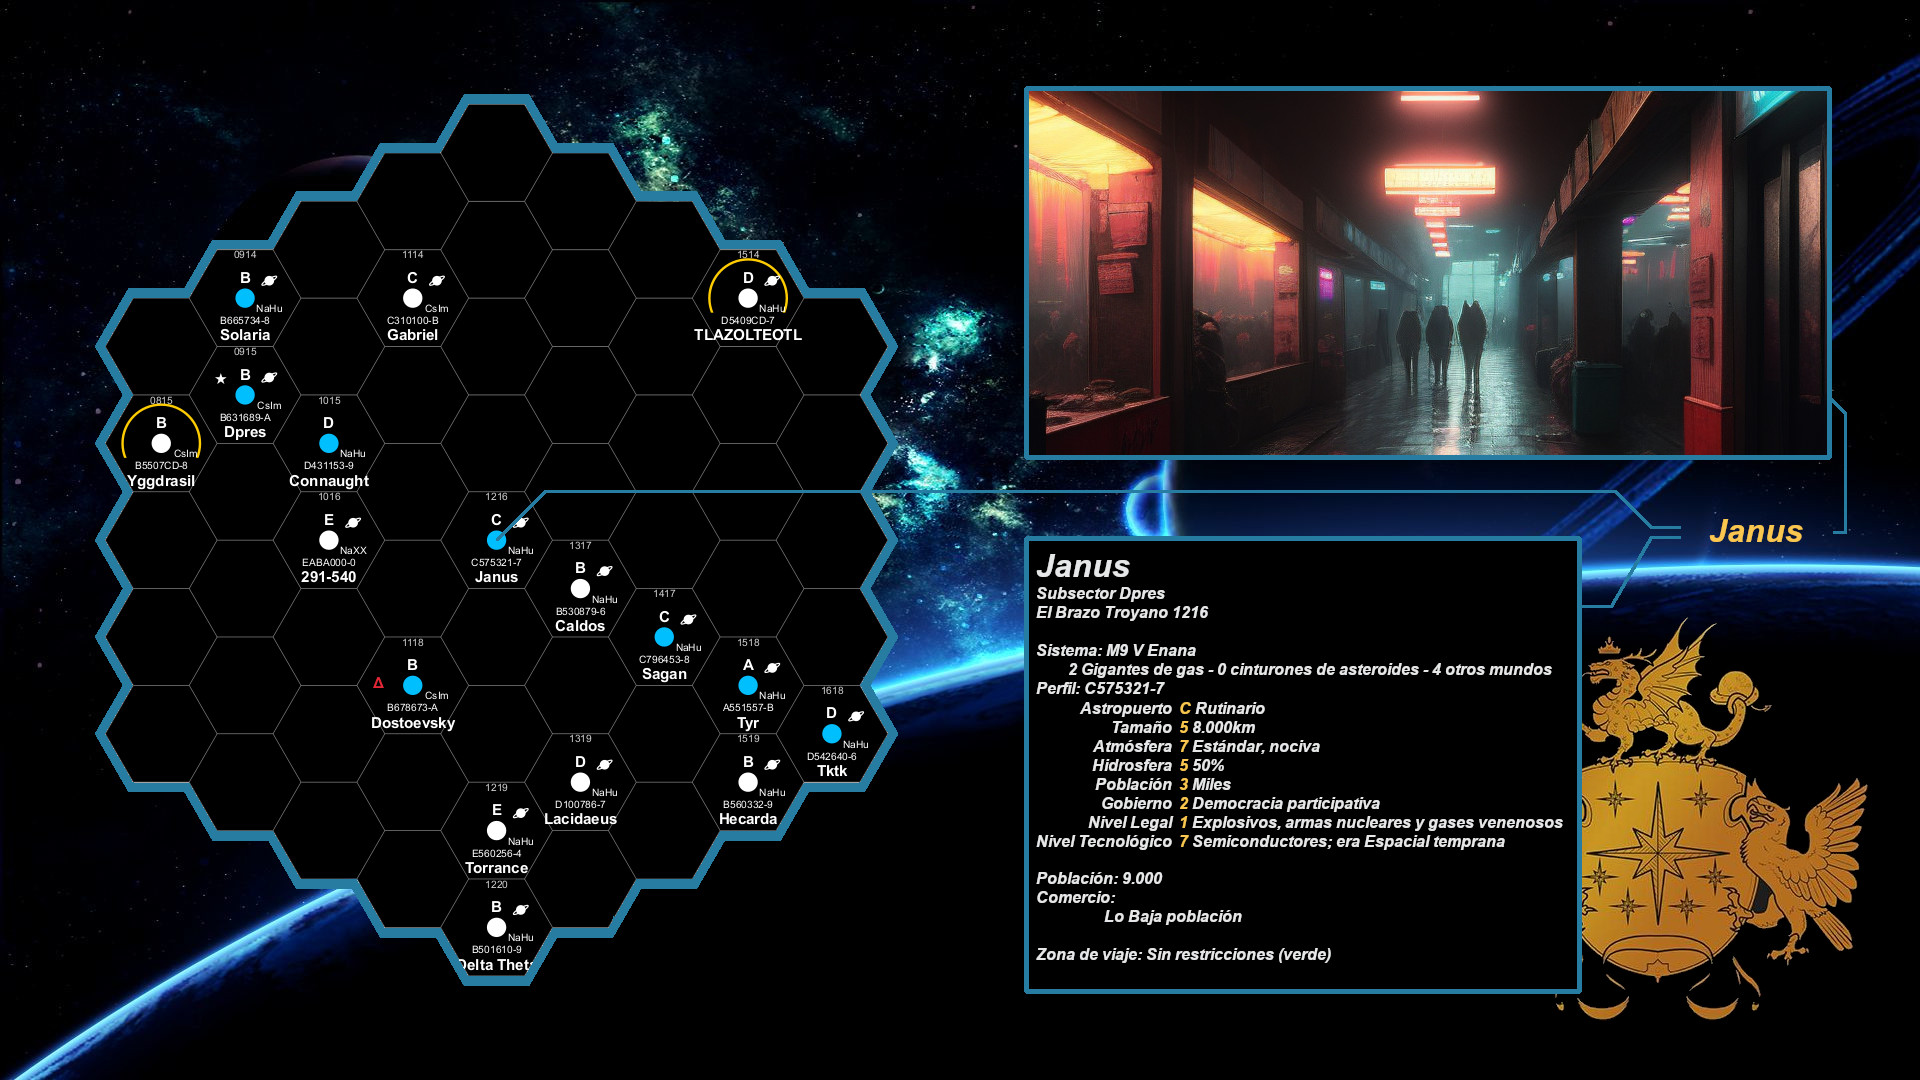 0914
B
NaHu
B665734-8
Solaria
1114
C
CsIm
C310100-B
Gabriel
1514
D
NaHu
D5409CD-7
TLAZOLTEOTL
0915
B
CsIm
B631689-A
Dpres
0815
B
CsIm
B5507CD-8
Yggdrasil
1015
D
NaHu
D431153-9
Connaught
1016
E
NaXX
EABA000-0
291-540
1216
C
NaHu
C575321-7
Janus
1317
B
NaHu
B530879-6
Caldos
1417
C
NaHu
C796453-8
Sagan
1118
Δ
B
CsIm
B678673-A
Dostoevsky
1518
A
NaHu
A551557-B
Tyr
1618
D
NaHu
D542640-6
Tktk
1319
D
NaHu
D100786-7
Lacidaeus
1519
B
NaHu
B560332-9
Hecarda
1219
E
NaHu
E560256-4
Torrance
1220
B
NaHu
B501610-9
Delta Theta
Janus
Janus
Subsector Dpres
El Brazo Troyano 1216
Sistema: M9 V Enana
2 Gigantes de gas - 0 cinturones de asteroides - 4 otros mundos
Perfil: C575321-7
Astropuerto C Rutinario
Tamaño 5 8.000km
Atmósfera 7 Estándar, nociva
Hidrosfera 5 50%
Población 3 Miles
Gobierno 2 Democracia participativa
Nivel Legal 1 Explosivos, armas nucleares y gases venenosos
Nivel Tecnológico 7 Semiconductores; era Espacial temprana
Población: 9.000
Comercio:
Lo Baja población
Zona de viaje: Sin restricciones (verde)